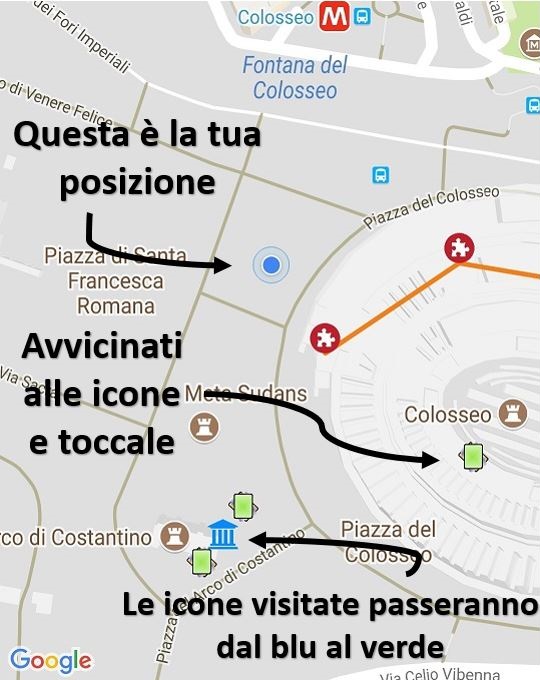 Colosseo M
dei Fori Imperiali
Fontana del
Colosseo
di Venere Felice
Questa è la tua
posizione
Piazza del Colosseo
Piazza di Santa
Francesca
Romana
Avvicinati
alle icone
e toccale
Via Sacra
Meta Sudans
Colosseo
rco di Costantino
Piazza del
Colosseo
Piazza del Arco di Costantino
Le icone visitate passeranno
dal blu al verde
Google
Via Celio Vibenna